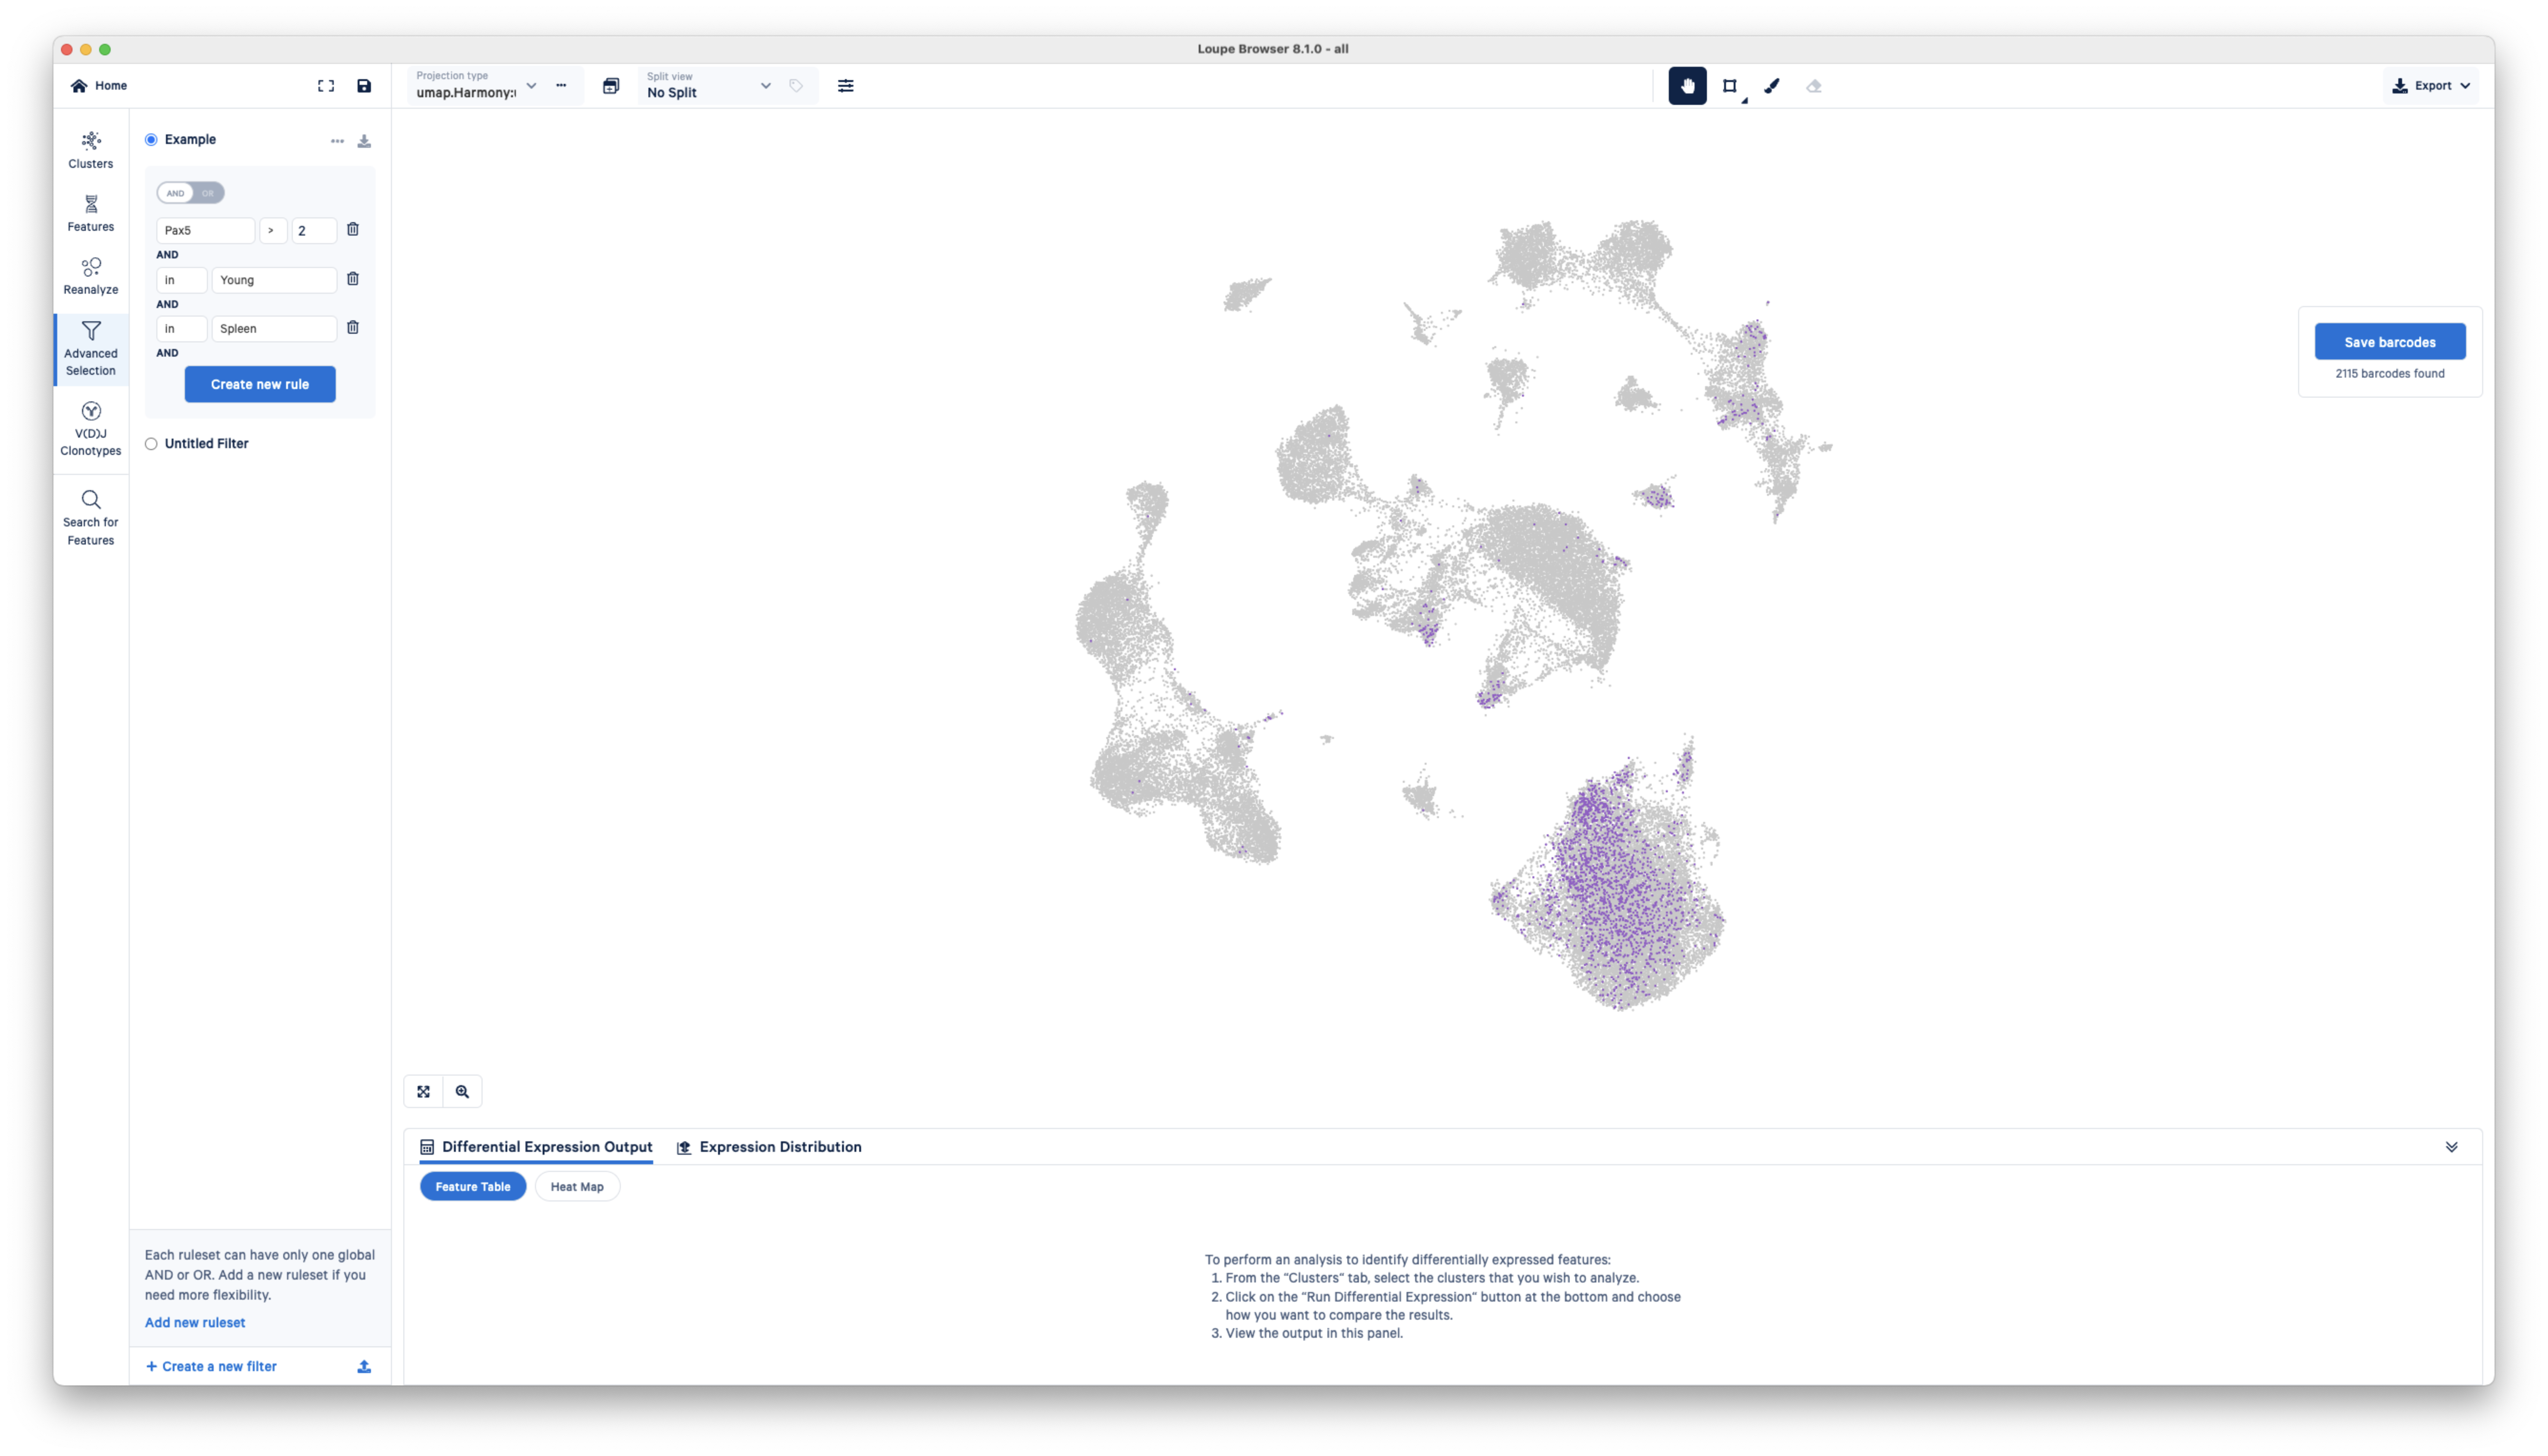 Loupe Browser 8.1.0 - all
Home
Projection type
umap.Harmony:
Split view
No Split
Export
Clusters
Features
Reanalyze
Advanced
Selection
V(D)J
Clonotypes
Search for
Features
Example
AND OR
Pax5 > 2
AND
in Young
AND
in Spleen
AND
Create new rule
Untitled Filter
Save barcodes
2115 barcodes found
Each ruleset can have only one global
AND or OR. Add a new ruleset if you
need more flexibility.
Add new ruleset
+ Create a new filter
Differential Expression Output
Expression Distribution
Feature Table
Heat Map
To perform an analysis to identify differentially expressed features:
1. From the “Clusters” tab, select the clusters that you wish to analyze.
2. Click on the “Run Differential Expression” button at the bottom and choose
how you want to compare the results.
3. View the output in this panel.